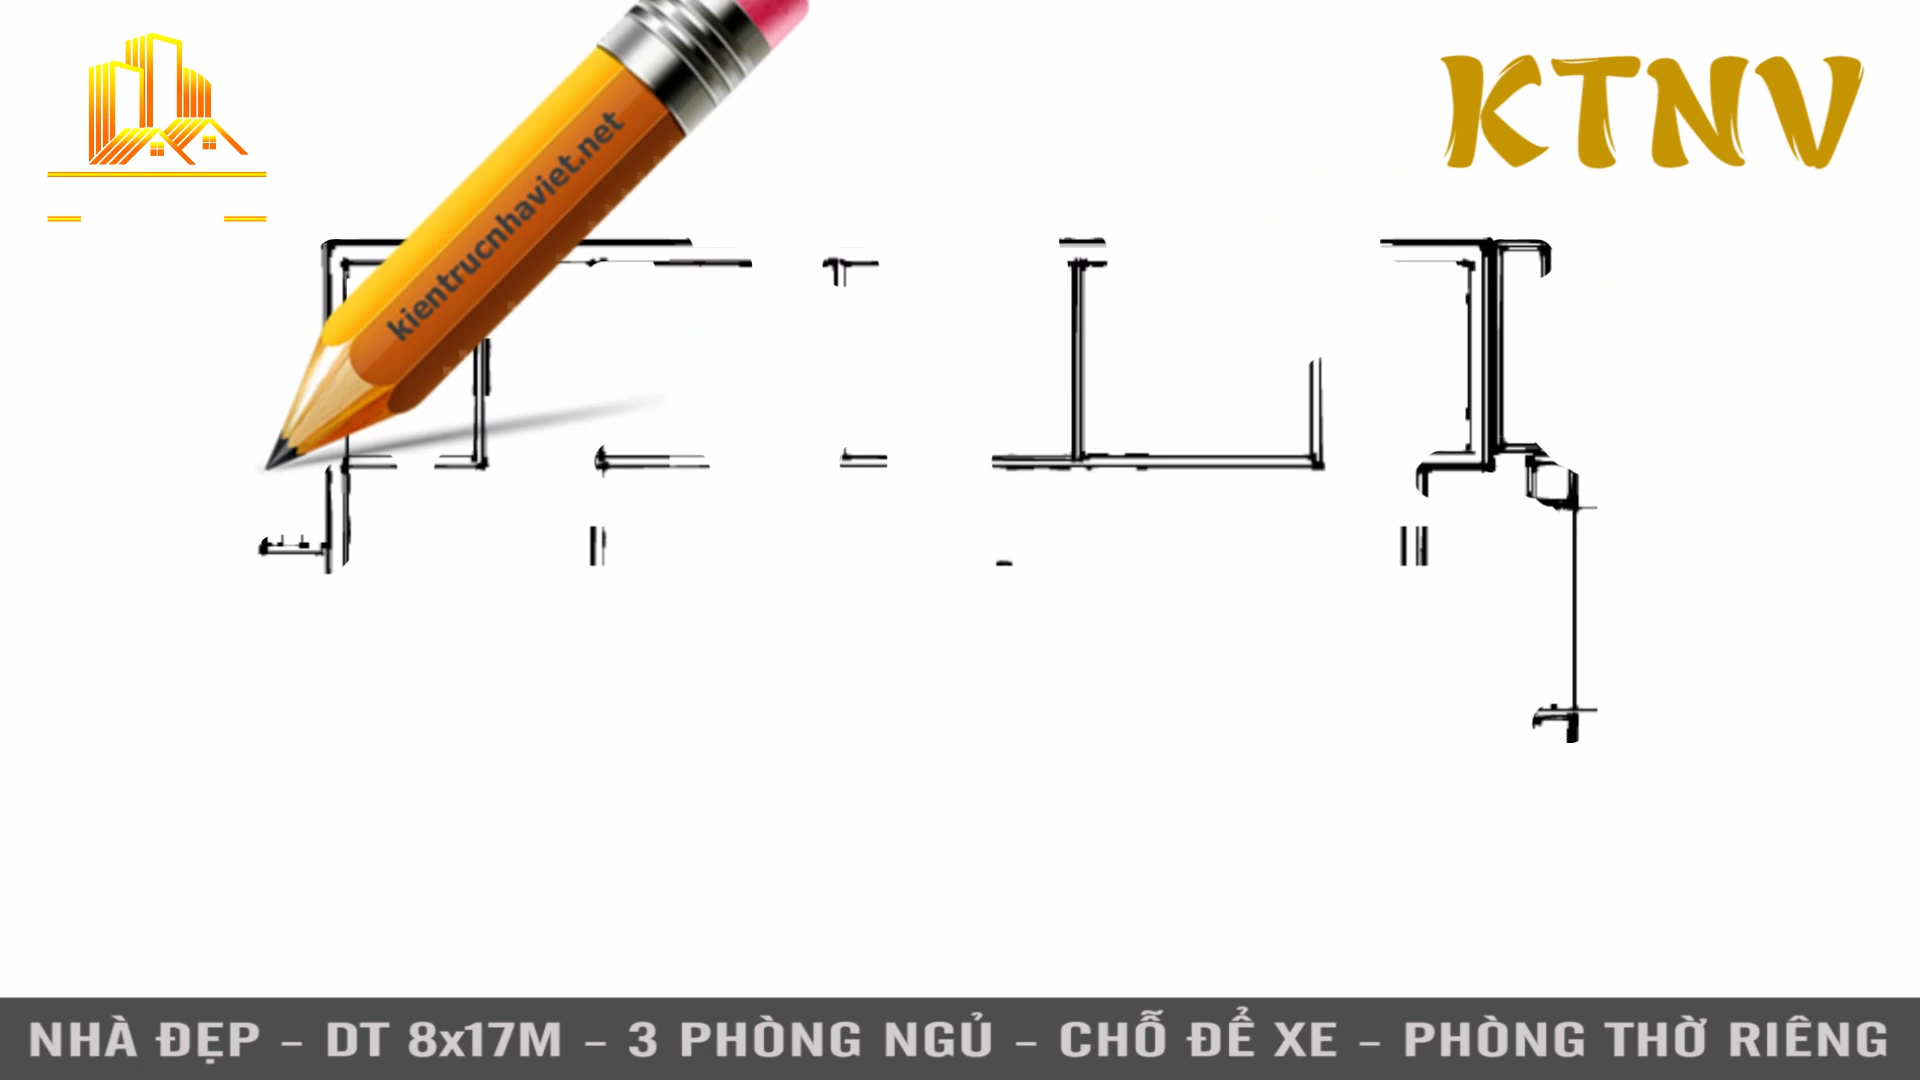 KTNV
kientrucnhaviet.net
NHÀ ĐẸP - DT 8x17M - 3 PHÒNG NGỦ - CHỖ ĐỂ XE - PHÒNG THỜ RIÊNG